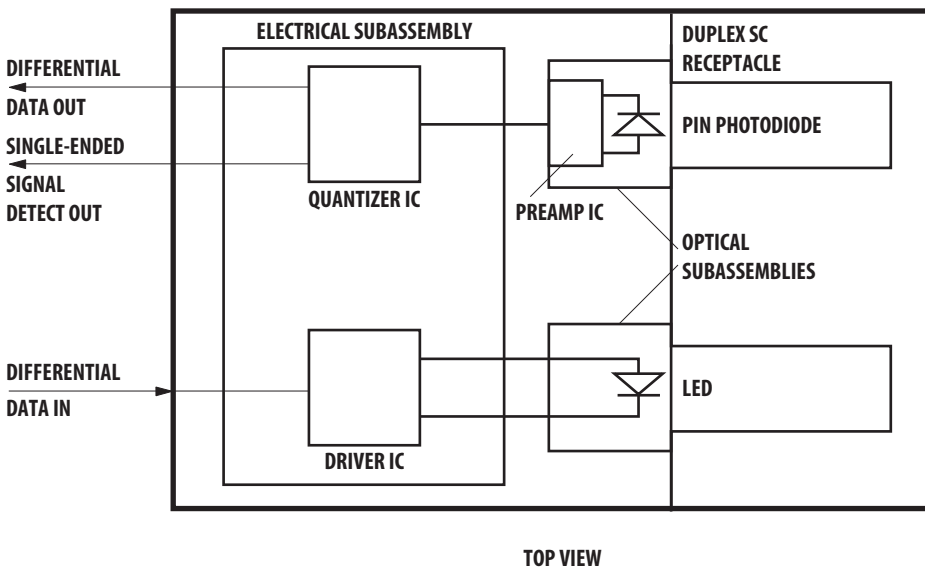 ELECTRICAL SUBASSEMBLY
DUPLEX SC
RECEPTACLE
DIFFERENTIAL
DATA OUT
SINGLE-ENDED
SIGNAL
DETECT OUT
QUANTIZER IC
PREAMP IC
PIN PHOTODIODE
OPTICAL
SUBASSEMBLIES
DIFFERENTIAL
DATA IN
DRIVER IC
LED
TOP VIEW